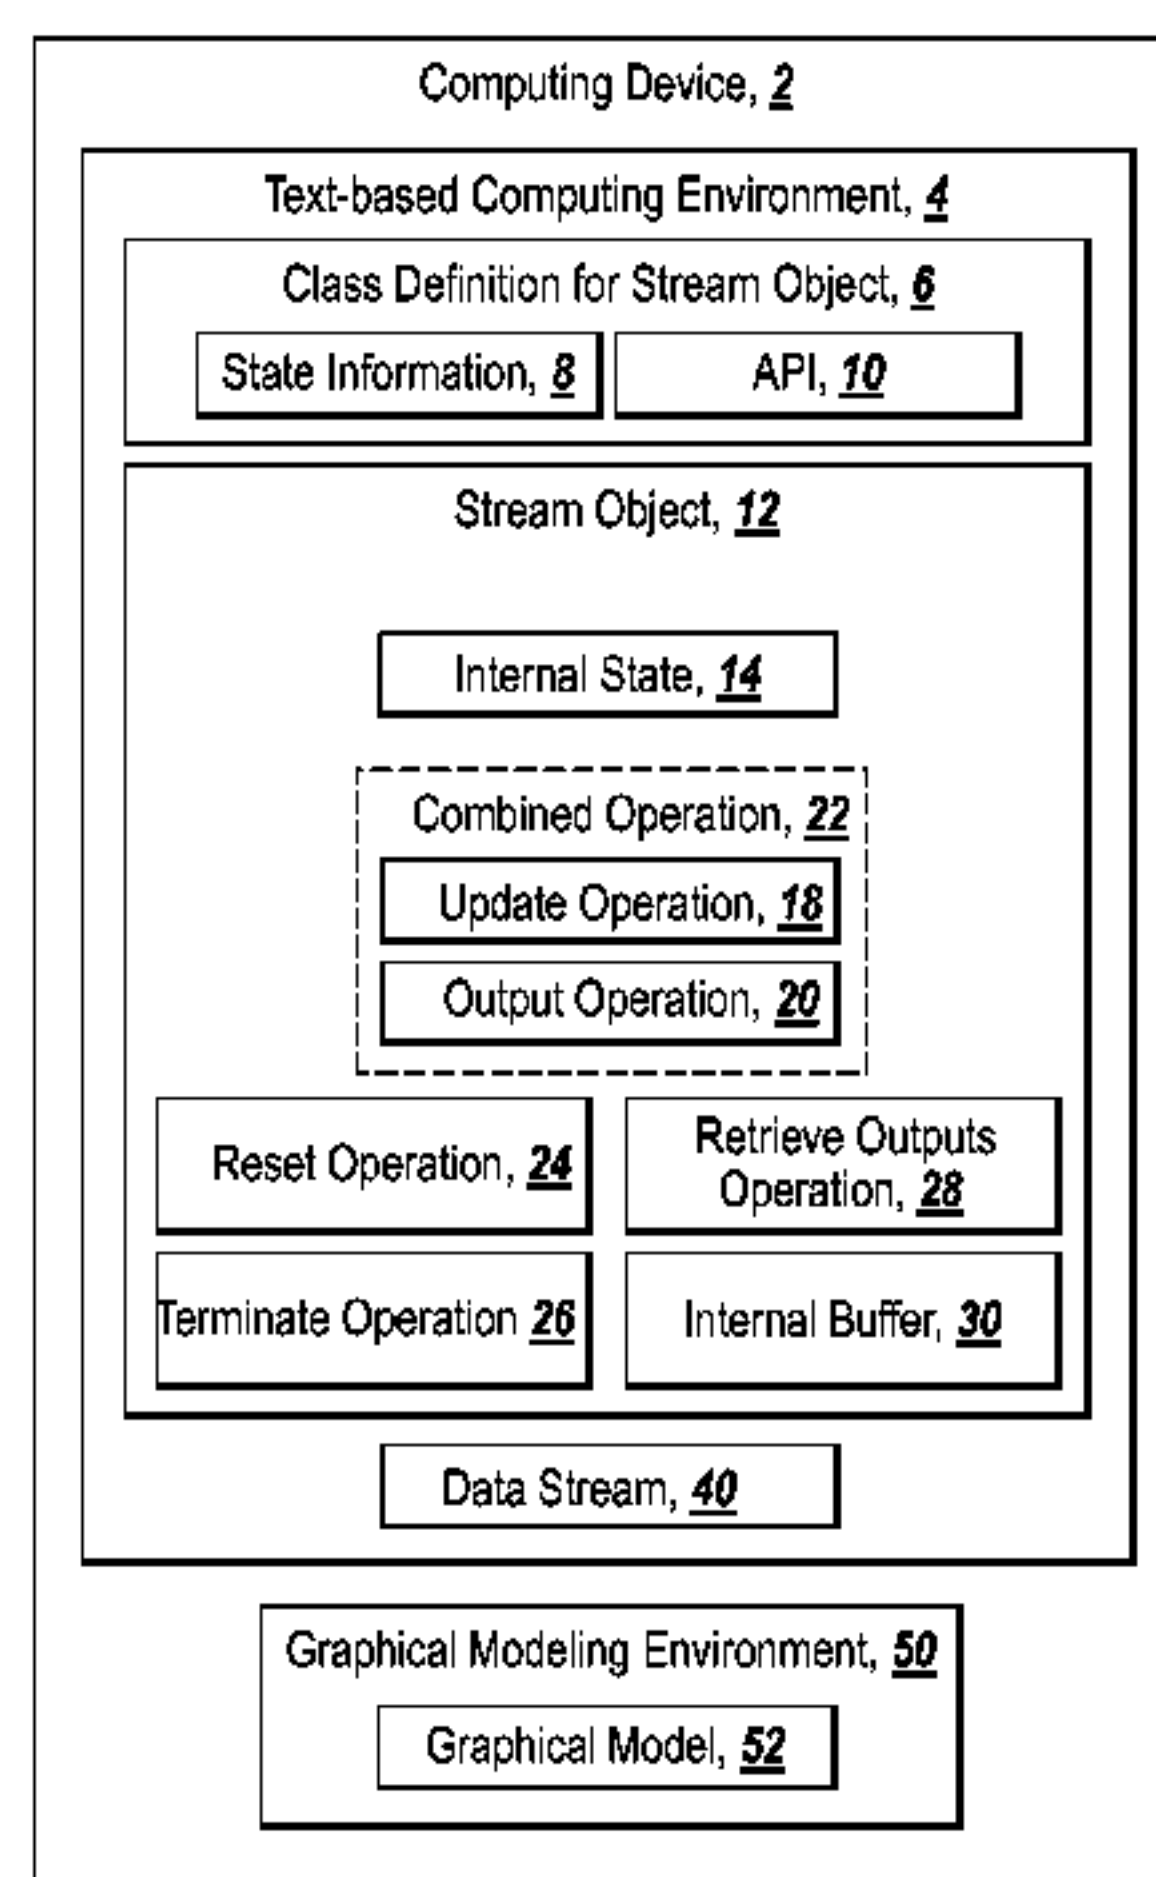 Computing Device, 2
Text-based Computing Environment, 4
Class Definition for Stream Object, 6
State Information, 8
API, 10
Stream Object, 12
Internal State, 14
Combined Operation, 22
Update Operation, 18
Output Operation, 20
Reset Operation, 24
Retrieve Outputs
Operation, 28
Terminate Operation 26
Internal Buffer, 30
Data Stream, 40
Graphical Modeling Environment, 50
Graphical Model, 52